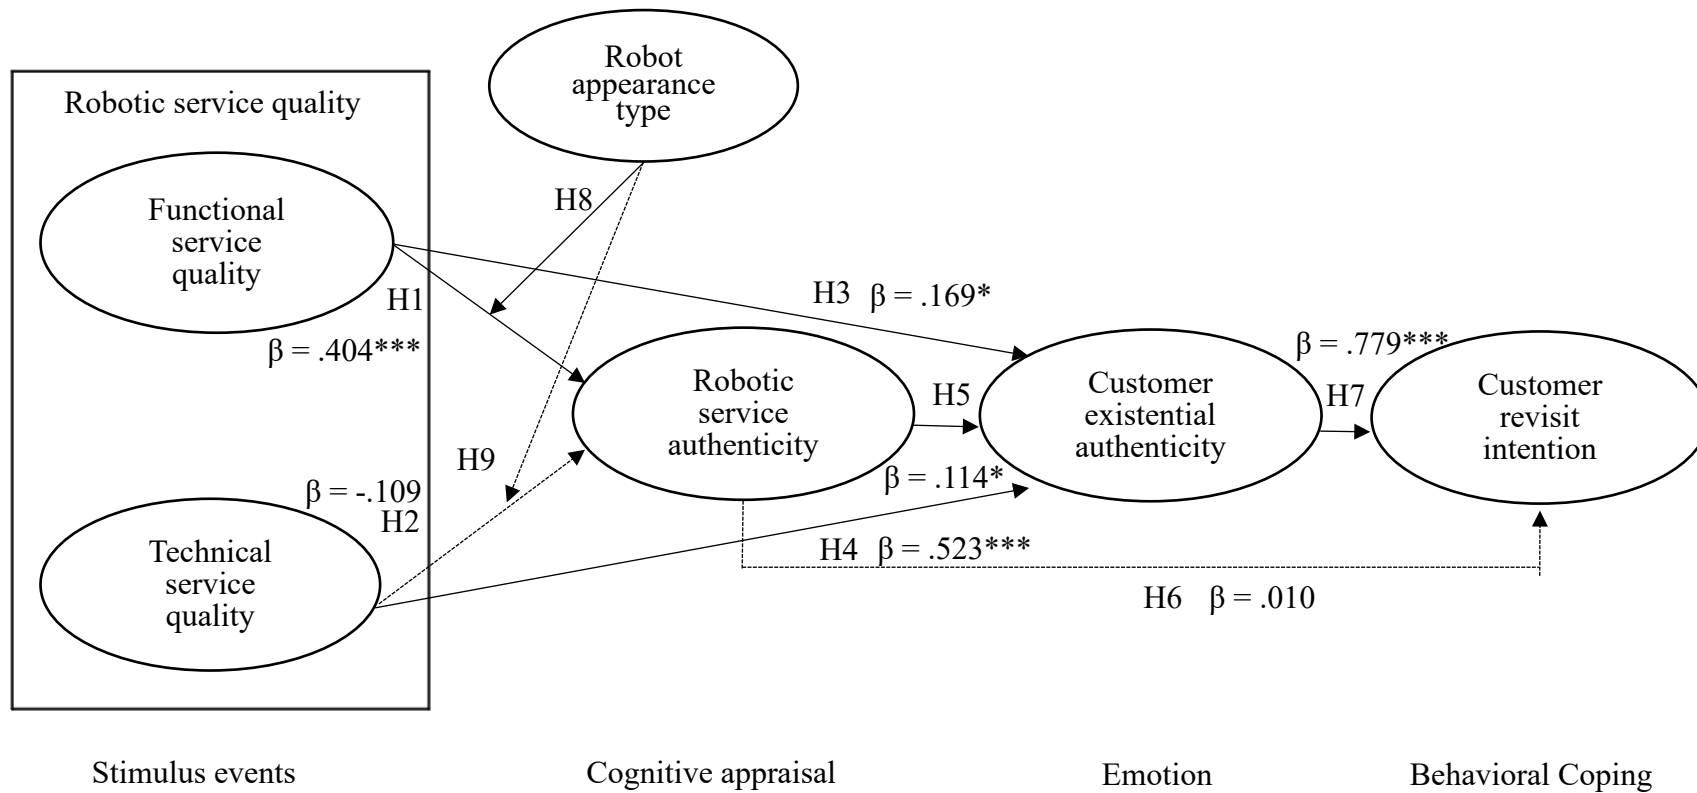 Robot
appearance
type
Robotic service quality
Functional
service
quality
H8
H1
β = .404***
H3 β = .169*
β = .779***
Robotic
service
authenticity
H5
Customer
existential
authenticity
H7
Customer
revisit
intention
H9
β = .114*
β = -.109
H2
Technical
service
quality
H4 β = .523***
H6 β = .010
Stimulus events
Cognitive appraisal
Emotion
Behavioral Coping